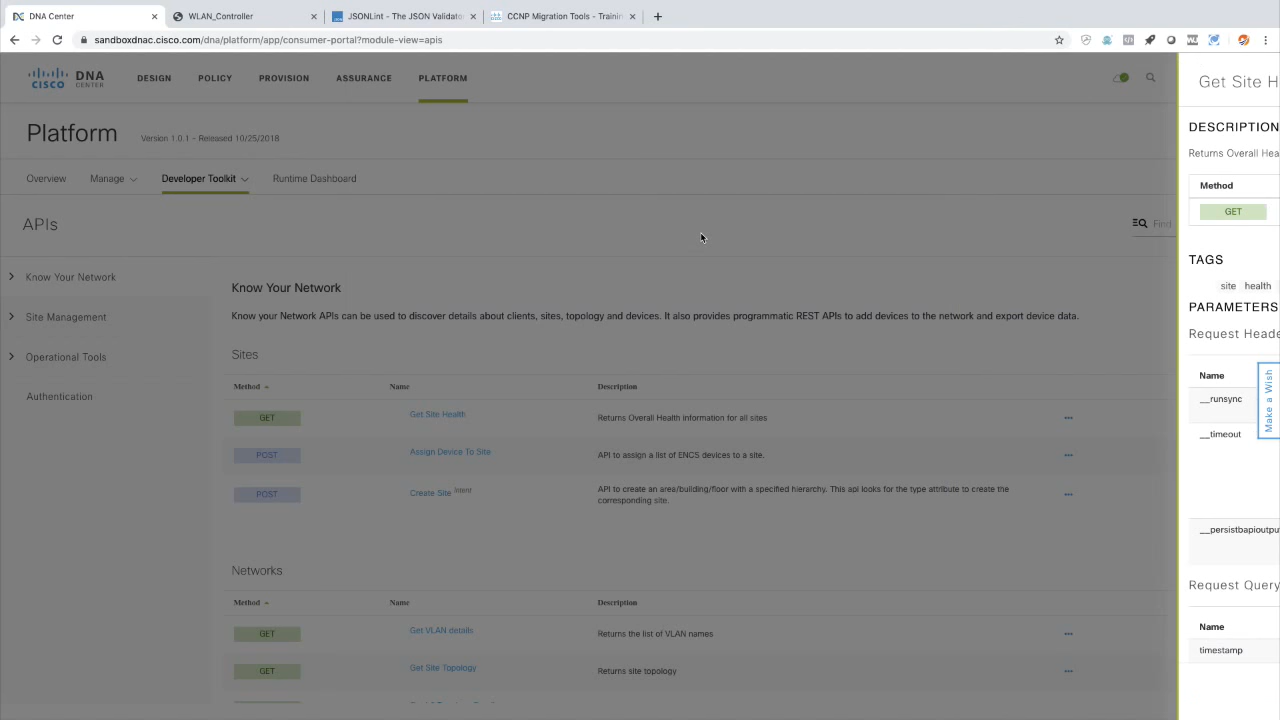 DNA Center
WLAN_Controller
JSONLint - The JSON Validator
CCNP Migration Tools - Trainin
sandboxdnac.cisco.com/dna/platform/app/consumer-portal?module-view=apis
CISCO DNA CENTER
DESIGN
POLICY
PROVISION
ASSURANCE
PLATFORM
Platform
Version 1.0.1 - Released 10/25/2018
Overview
Manage
Developer Toolkit
Runtime Dashboard
APIs
Find
Know Your Network
Site Management
Operational Tools
Authentication
Know Your Network
Know your Network APIs can be used to discover details about clients, sites, topology and devices. It also provides programmatic REST APIs to add devices to the network and export device data.
Sites
Method Name Description
GET Get Site Health Returns Overall Health information for all sites
POST Assign Device To Site API to assign a list of ENCS devices to a site.
POST Create Site Intent API to create an area/building/floor with a specified hierarchy. This api looks for the type attribute to create the
corresponding site.
Networks
Method Name Description
GET Get VLAN details Returns the list of VLAN names
GET Get Site Topology Returns site topology
Get Site H
DESCRIPTION
Returns Overall Hea
Method
GET
TAGS
site health
PARAMETERS
Request Heade
Name
__runsync
__timeout
__persistbapioutpu
Make a Wish
Request Query
Name
timestamp